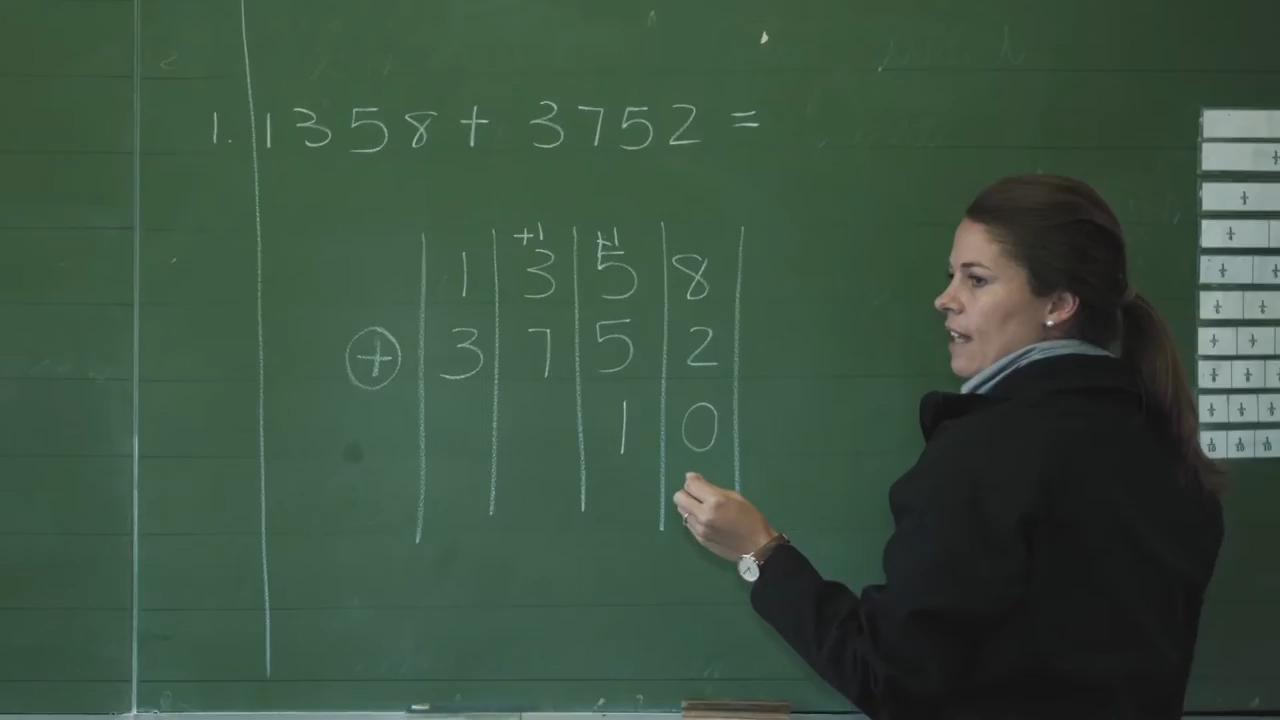 1. 1358 + 3752 =
+1 +1
1 3 5 8
+ 3 7 5 2
1 0